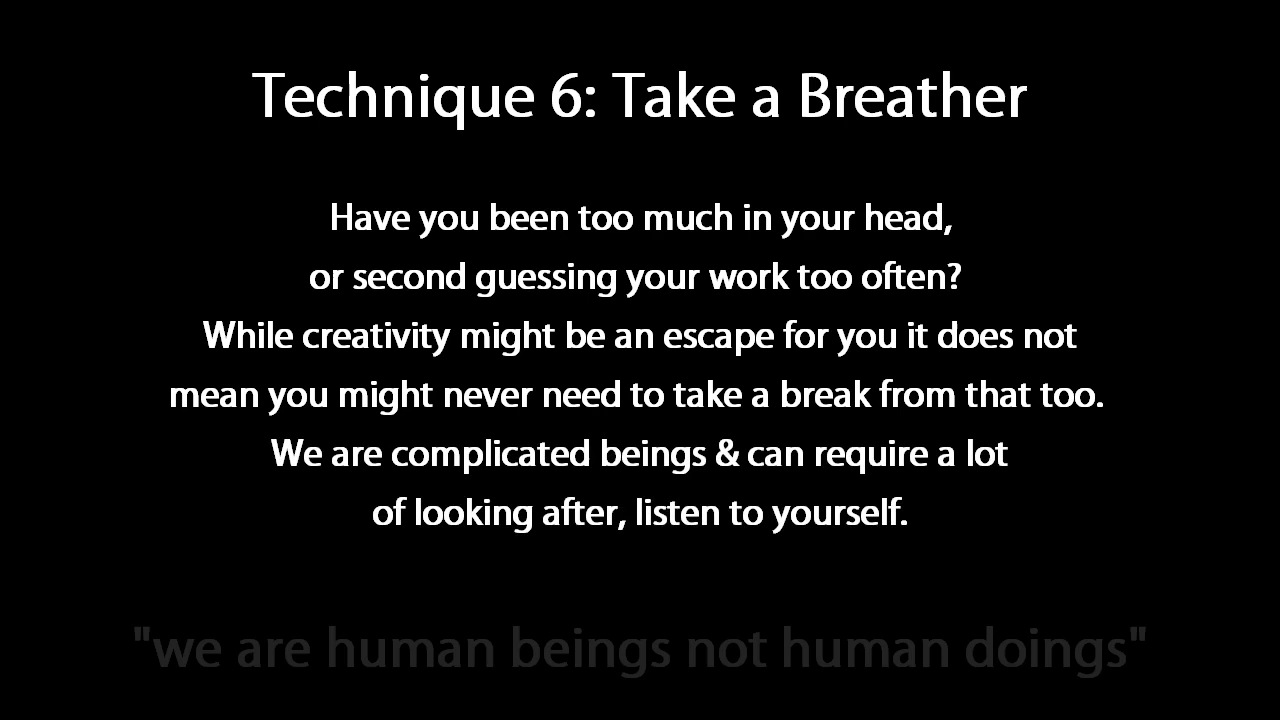 Technique 6: Take a Breather
Have you been too much in your head,
or second guessing your work too often?
While creativity might be an escape for you it does not
mean you might never need to take a break from that too.
We are complicated beings & can require a lot
of looking after, listen to yourself.
"we are human beings not human doings"